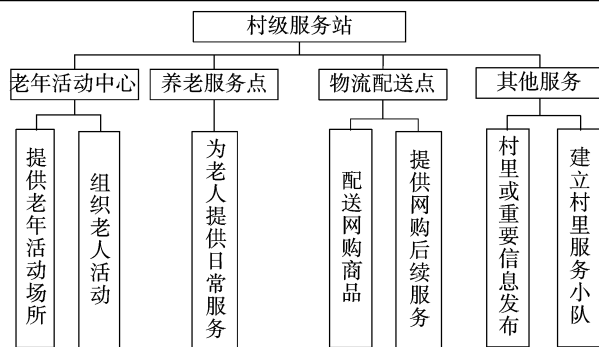 村级服务站
老年活动中心
养老服务点
物流配送点
其他服务
提供老年活动场所
组织老人活动
为老人提供日常服务
配送网购商品
提供网购后续服务
村里或重要信息发布
建立村里服务小队